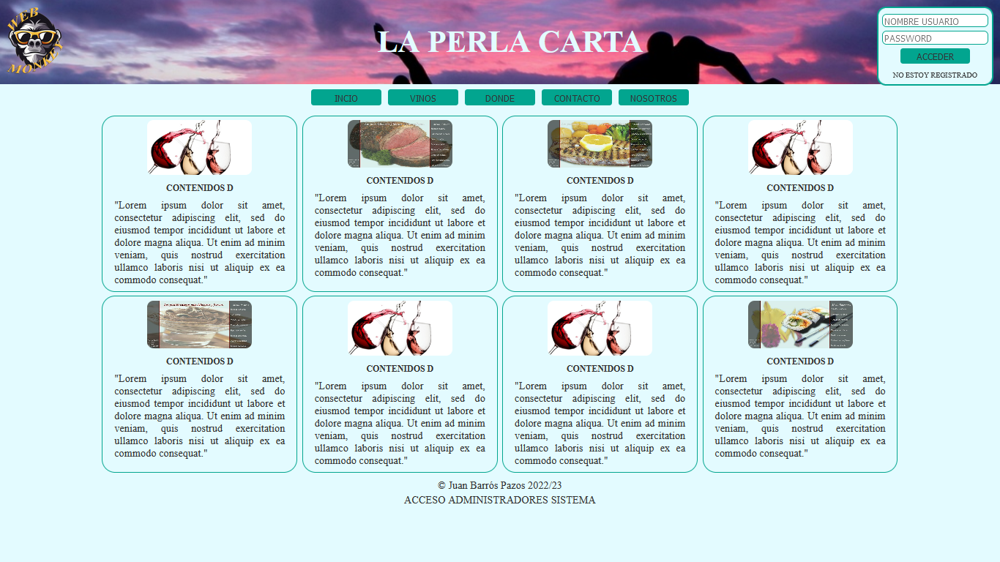 WEB
MONKEY
LA PERLA CARTA
NOMBRE USUARIO
PASSWORD
ACCEDER
NO ESTOY REGISTRADO
INCIO
VINOS
DONDE
CONTACTO
NOSOTROS
CONTENIDOS D
"Lorem ipsum dolor sit amet,
consectetur adipiscing elit, sed do
eiusmod tempor incididunt ut labore et
dolore magna aliqua. Ut enim ad minim
veniam, quis nostrud exercitation
ullamco laboris nisi ut aliquip ex ea
commodo consequat."
CONTENIDOS D
"Lorem ipsum dolor sit amet,
consectetur adipiscing elit, sed do
eiusmod tempor incididunt ut labore et
dolore magna aliqua. Ut enim ad minim
veniam, quis nostrud exercitation
ullamco laboris nisi ut aliquip ex ea
commodo consequat."
CONTENIDOS D
"Lorem ipsum dolor sit amet,
consectetur adipiscing elit, sed do
eiusmod tempor incididunt ut labore et
dolore magna aliqua. Ut enim ad minim
veniam, quis nostrud exercitation
ullamco laboris nisi ut aliquip ex ea
commodo consequat."
CONTENIDOS D
"Lorem ipsum dolor sit amet,
consectetur adipiscing elit, sed do
eiusmod tempor incididunt ut labore et
dolore magna aliqua. Ut enim ad minim
veniam, quis nostrud exercitation
ullamco laboris nisi ut aliquip ex ea
commodo consequat."
CONTENIDOS D
"Lorem ipsum dolor sit amet,
consectetur adipiscing elit, sed do
eiusmod tempor incididunt ut labore et
dolore magna aliqua. Ut enim ad minim
veniam, quis nostrud exercitation
ullamco laboris nisi ut aliquip ex ea
commodo consequat."
CONTENIDOS D
"Lorem ipsum dolor sit amet,
consectetur adipiscing elit, sed do
eiusmod tempor incididunt ut labore et
dolore magna aliqua. Ut enim ad minim
veniam, quis nostrud exercitation
ullamco laboris nisi ut aliquip ex ea
commodo consequat."
CONTENIDOS D
"Lorem ipsum dolor sit amet,
consectetur adipiscing elit, sed do
eiusmod tempor incididunt ut labore et
dolore magna aliqua. Ut enim ad minim
veniam, quis nostrud exercitation
ullamco laboris nisi ut aliquip ex ea
commodo consequat."
CONTENIDOS D
"Lorem ipsum dolor sit amet,
consectetur adipiscing elit, sed do
eiusmod tempor incididunt ut labore et
dolore magna aliqua. Ut enim ad minim
veniam, quis nostrud exercitation
ullamco laboris nisi ut aliquip ex ea
commodo consequat."
© Juan Barrós Pazos 2022/23
ACCESO ADMINISTRADORES SISTEMA